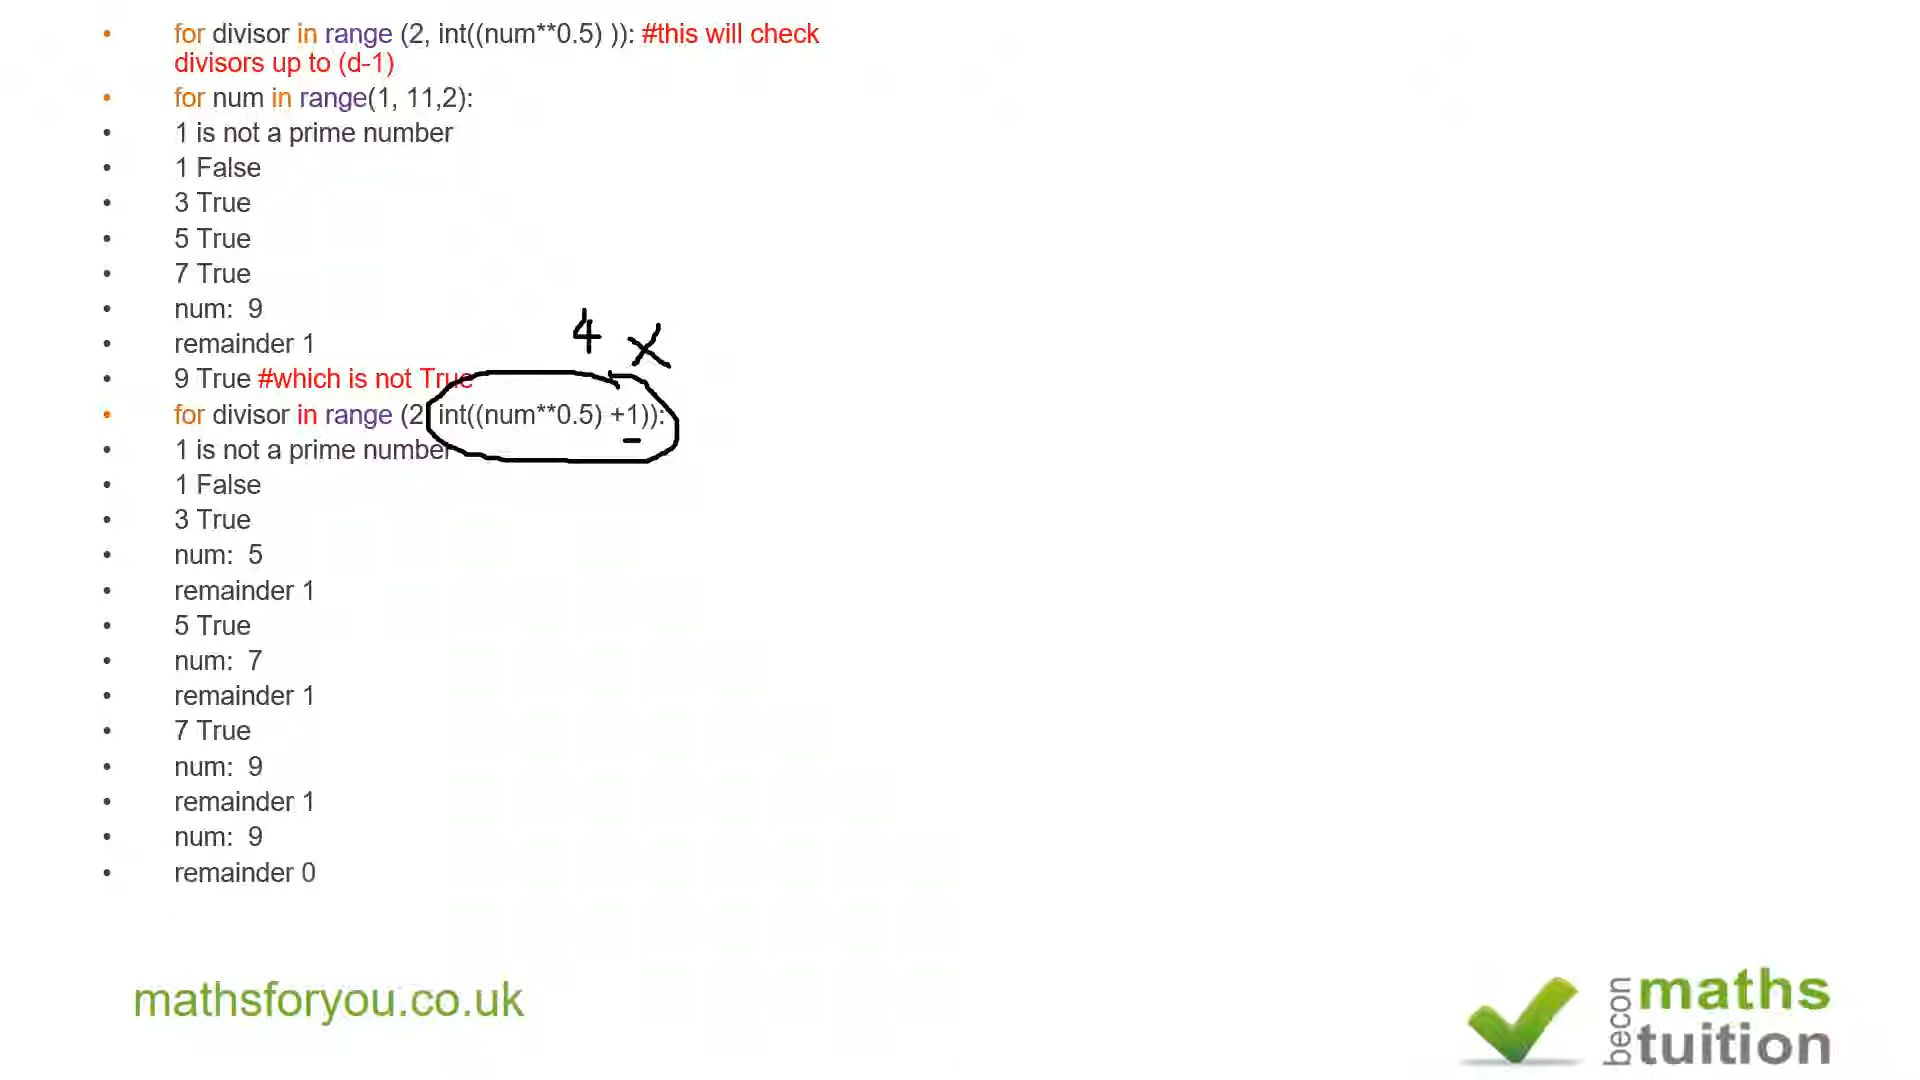 • for divisor in range (2, int((num**0.5) )): #this will check
divisors up to (d-1)
• for num in range(1, 11,2):
• 1 is not a prime number
• 1 False
• 3 True
• 5 True
• 7 True
• num:  9
• remainder 1
4 X
• 9 True #which is not True
• for divisor in range (2 int((num**0.5) +1)):
• 1 is not a prime number
• 1 False
• 3 True
• num:  5
• remainder 1
• 5 True
• num:  7
• remainder 1
• 7 True
• num:  9
• remainder 1
• num:  9
• remainder 0
mathsforyou.co.uk
becon maths
tuition